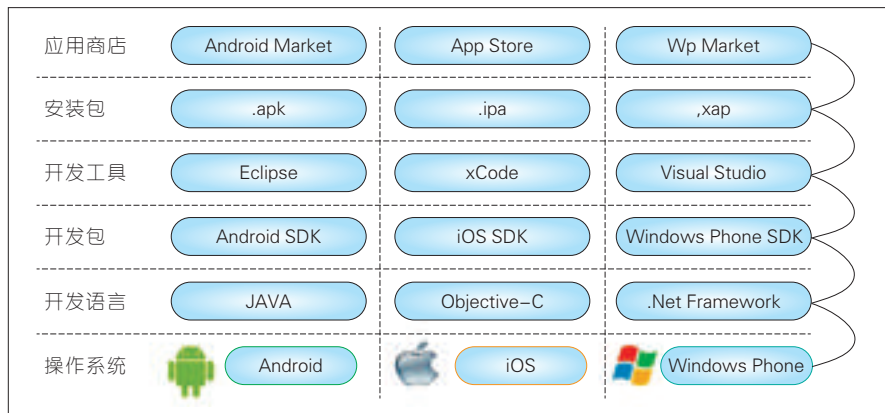 应用商店 Android Market App Store Wp Market
安装包 .apk .ipa ,xap
开发工具 Eclipse xCode Visual Studio
开发包 Android SDK iOS SDK Windows Phone SDK
开发语言 JAVA Objective-C .Net Framework
操作系统 Android iOS Windows Phone